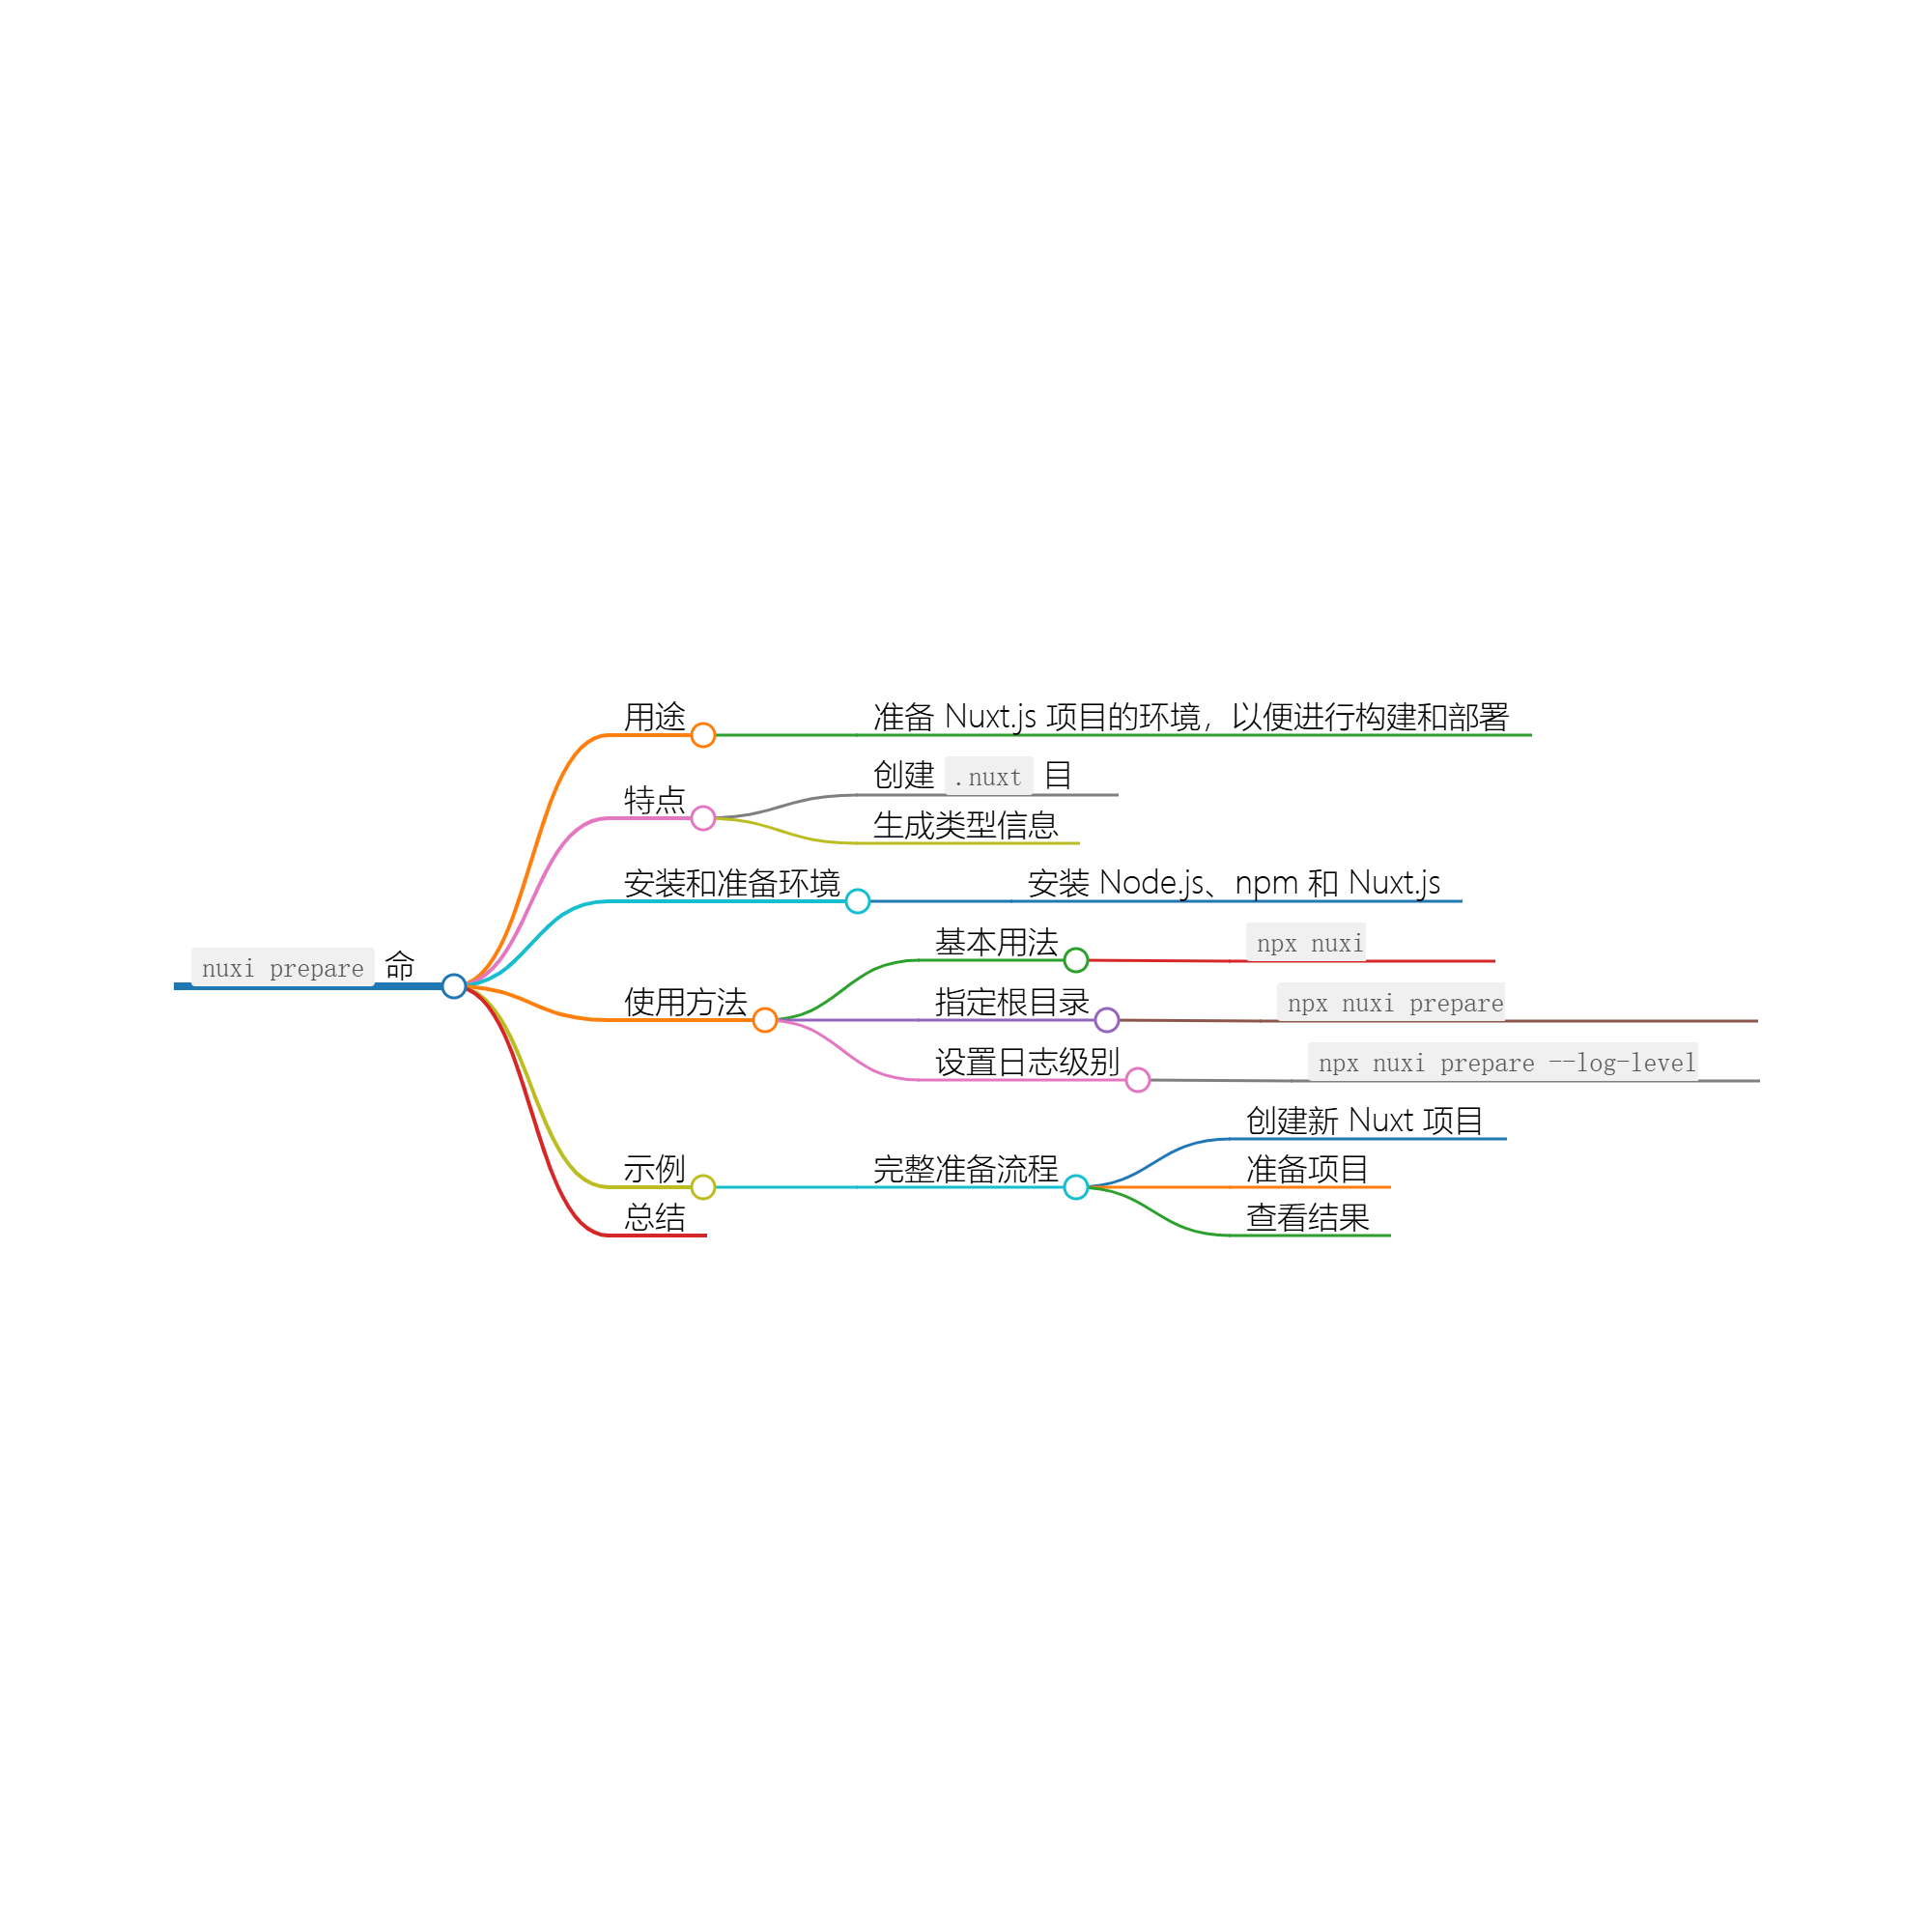 nuxi prepare 命
用途
准备 Nuxt.js 项目的环境，以便进行构建和部署
特点
创建 .nuxt 目
生成类型信息
安装和准备环境
安装 Node.js、npm 和 Nuxt.js
使用方法
基本用法
npx nuxi
指定根目录
npx nuxi prepare
设置日志级别
npx nuxi prepare --log-level
示例
完整准备流程
创建新 Nuxt 项目
准备项目
查看结果
总结